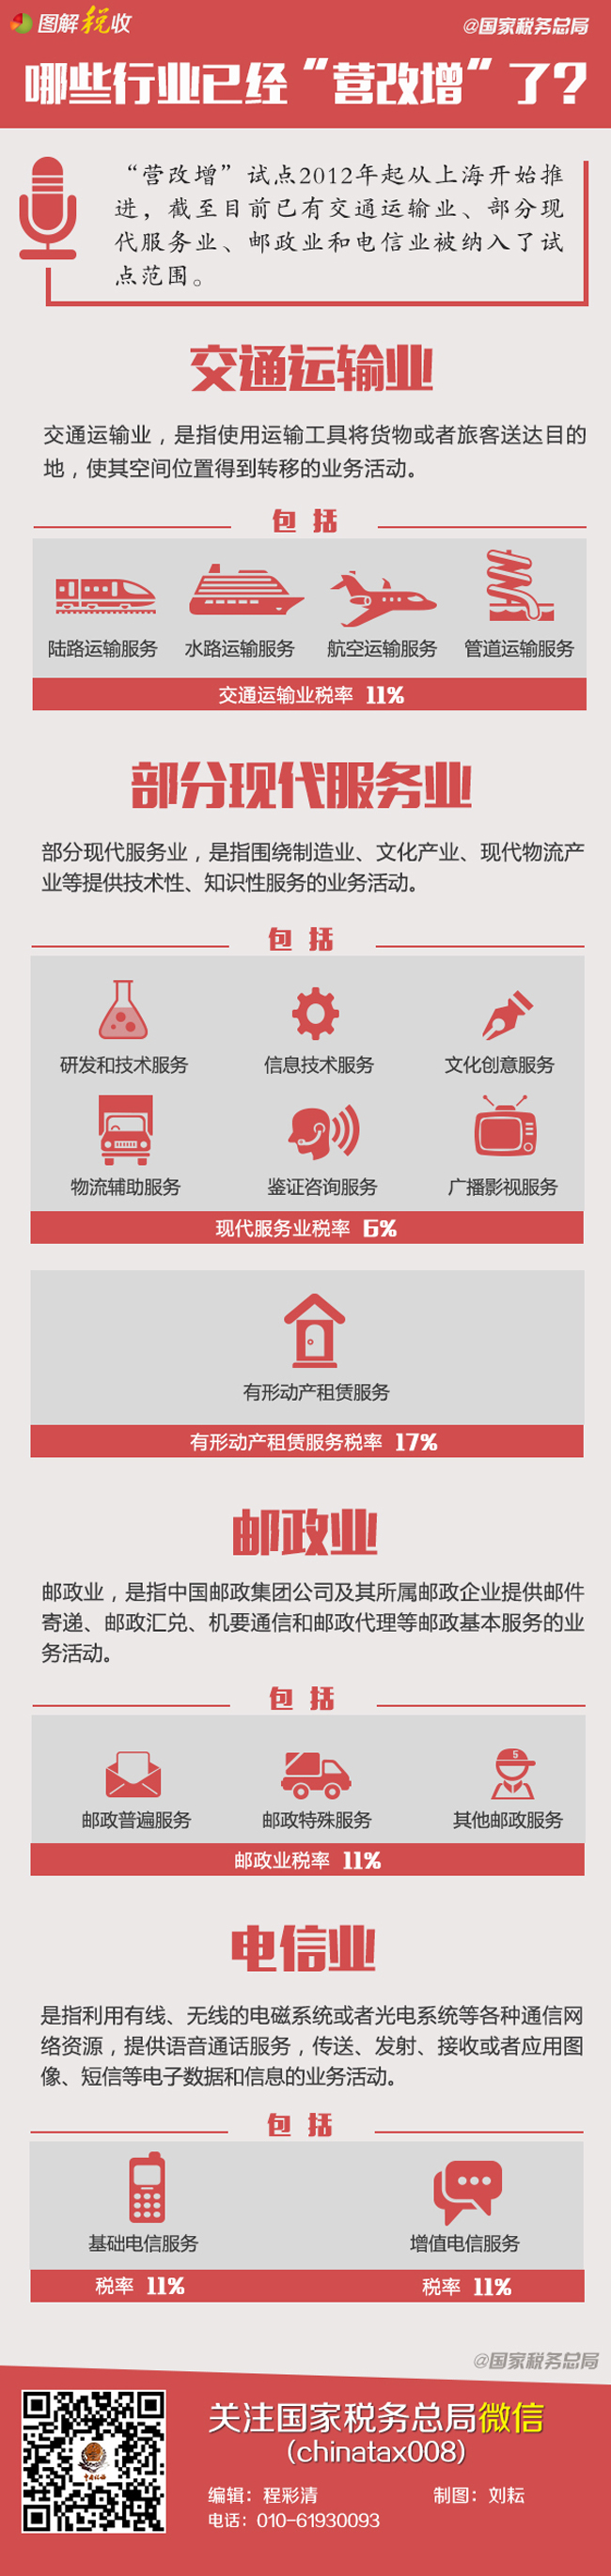 图解税收
@国家税务总局
哪些行业已经“营改增”了?
“营改增”试点2012年起从上海开始推
进，截至目前已有交通运输业、部分现
代服务业、邮政业和电信业被纳入了试
点范围。
交通运输业
交通运输业，是指使用运输工具将货物或者旅客送达目的
地，使其空间位置得到转移的业务活动。
包 括
陆路运输服务 水路运输服务 航空运输服务 管道运输服务
交通运输业税率 11%
部分现代服务业
部分现代服务业，是指围绕制造业、文化产业、现代物流产
业等提供技术性、知识性服务的业务活动。
包 括
研发和技术服务 信息技术服务 文化创意服务
物流辅助服务 鉴证咨询服务 广播影视服务
现代服务业税率 6%
有形动产租赁服务
有形动产租赁服务税率 17%
邮政业
邮政业，是指中国邮政集团公司及其所属邮政企业提供邮件
寄递、邮政汇兑、机要通信和邮政代理等邮政基本服务的业
务活动。
包 括
5
邮政普遍服务 邮政特殊服务 其他邮政服务
邮政业税率 11%
电信业
是指利用有线、无线的电磁系统或者光电系统等各种通信网
络资源，提供语音通话服务，传送、发射、接收或者应用图
像、短信等电子数据和信息的业务活动。
包 括
基础电信服务 增值电信服务
税率 11% 税率 11%
@国家税务总局
关注国家税务总局微信
(chinatax008)
编辑：程彩清 制图：刘耘
电话：010-61930093